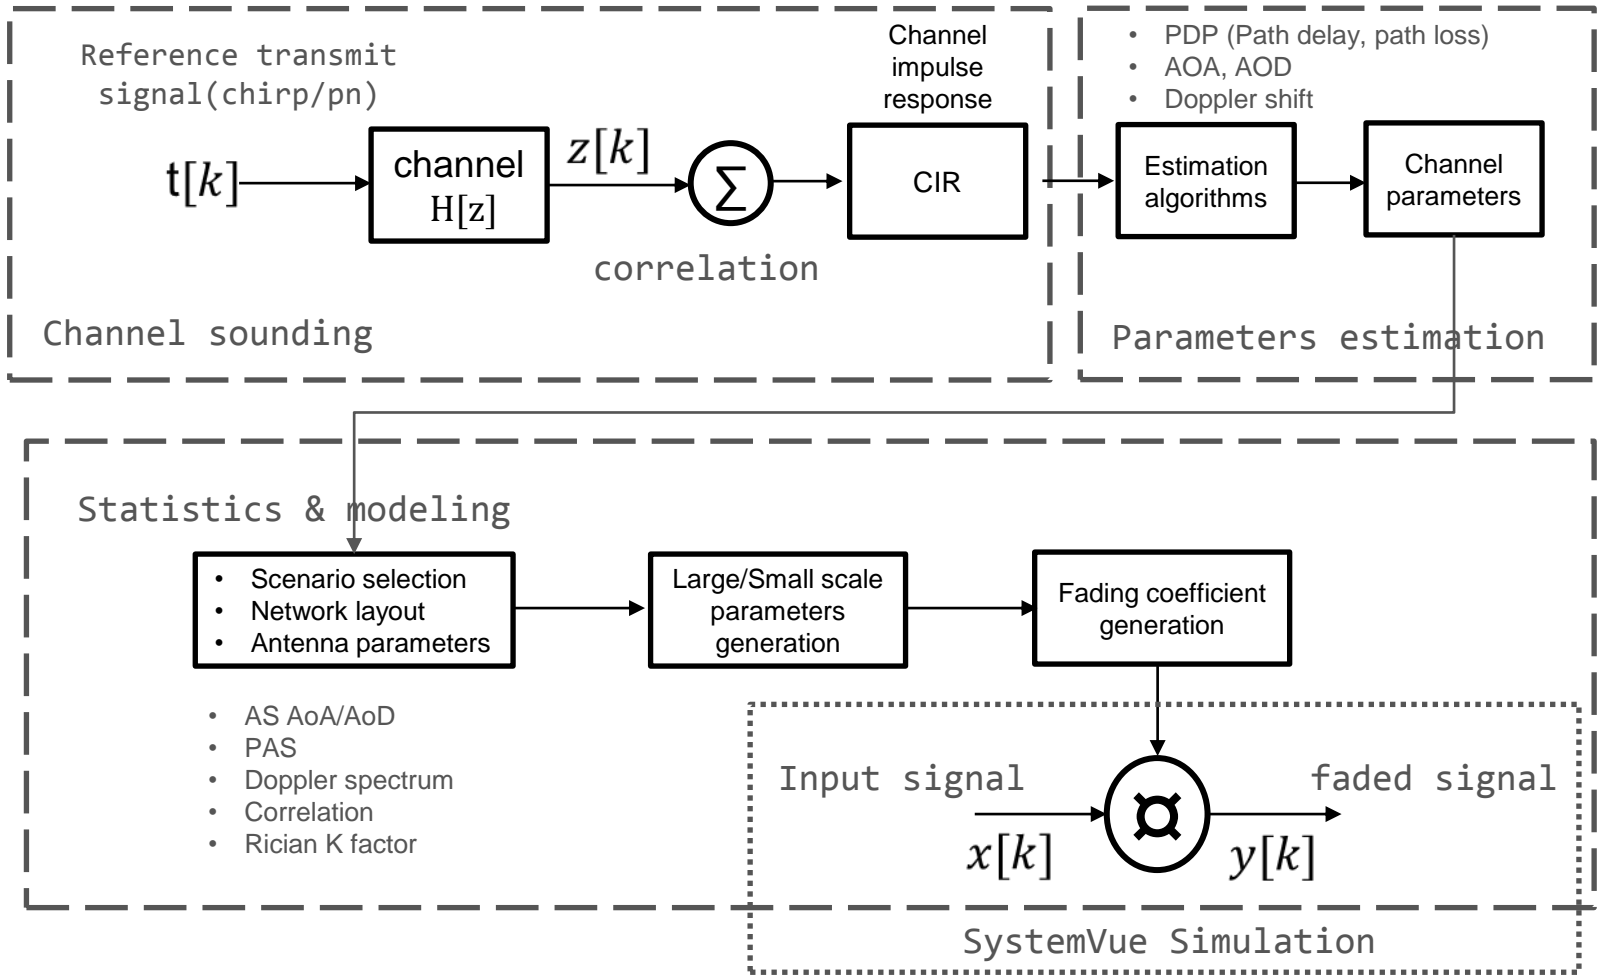 Reference transmit
signal(chirp/pn)
Channel
impulse
response
t[k]
channel
H[z]
z[k]
∑
correlation
CIR
Channel sounding
• PDP (Path delay, path loss)
• AOA, AOD
• Doppler shift
Estimation
algorithms
Channel
parameters
Parameters estimation
Statistics & modeling
• Scenario selection
• Network layout
• Antenna parameters
Large/Small scale
parameters
generation
Fading coefficient
generation
• AS AoA/AoD
• PAS
• Doppler spectrum
• Correlation
• Rician K factor
Input signal
x[k]
¤
faded signal
y[k]
SystemVue Simulation